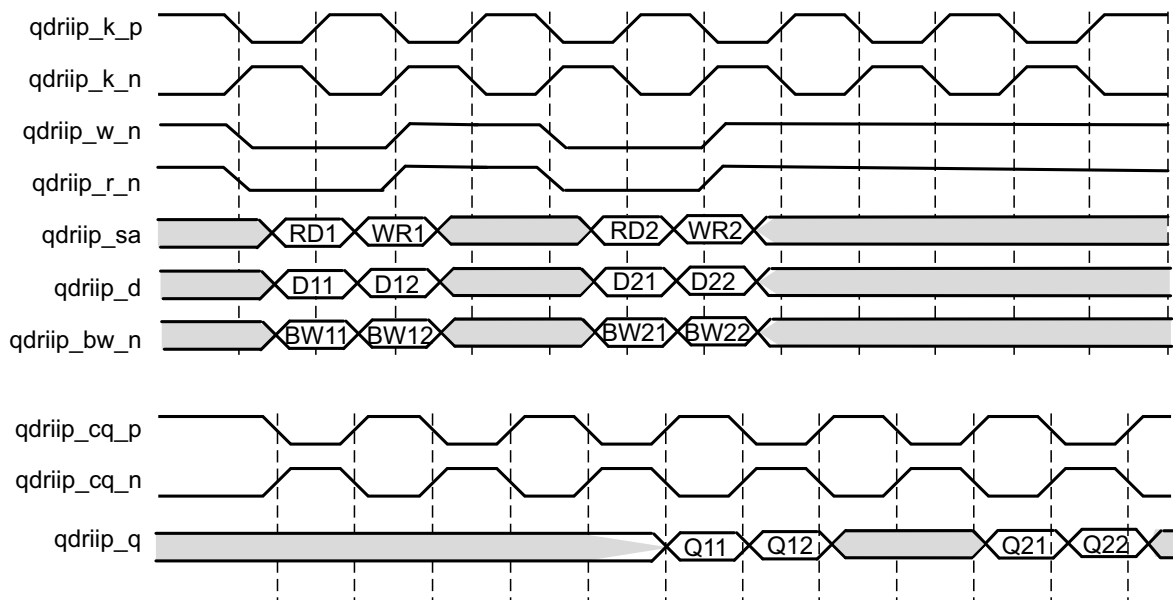 qdriip_k_p
qdriip_k_n
qdriip_w_n
qdriip_r_n
qdriip_sa RD1 WR1 RD2 WR2
qdriip_d D11 D12 D21 D22
qdriip_bw_n BW11 BW12 BW21 BW22
qdriip_cq_p
qdriip_cq_n
qdriip_q Q11 Q12 Q21 Q22